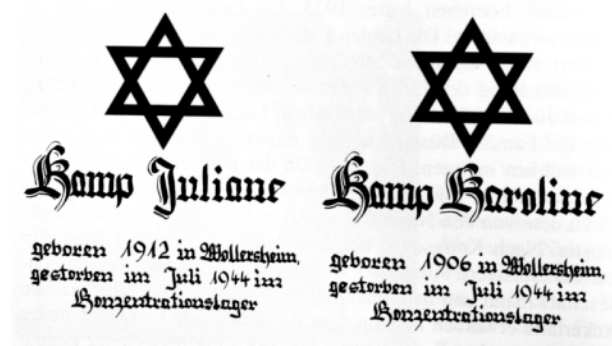 Kamp Juliane
geboren 1912 in Wollersheim,
gestorben im Juli 1944 im
Konzentrationslager
Kamp Karoline
geboren 1906 in Wollersheim,
gestorben im Juli 1944 im
Konzentrationslager